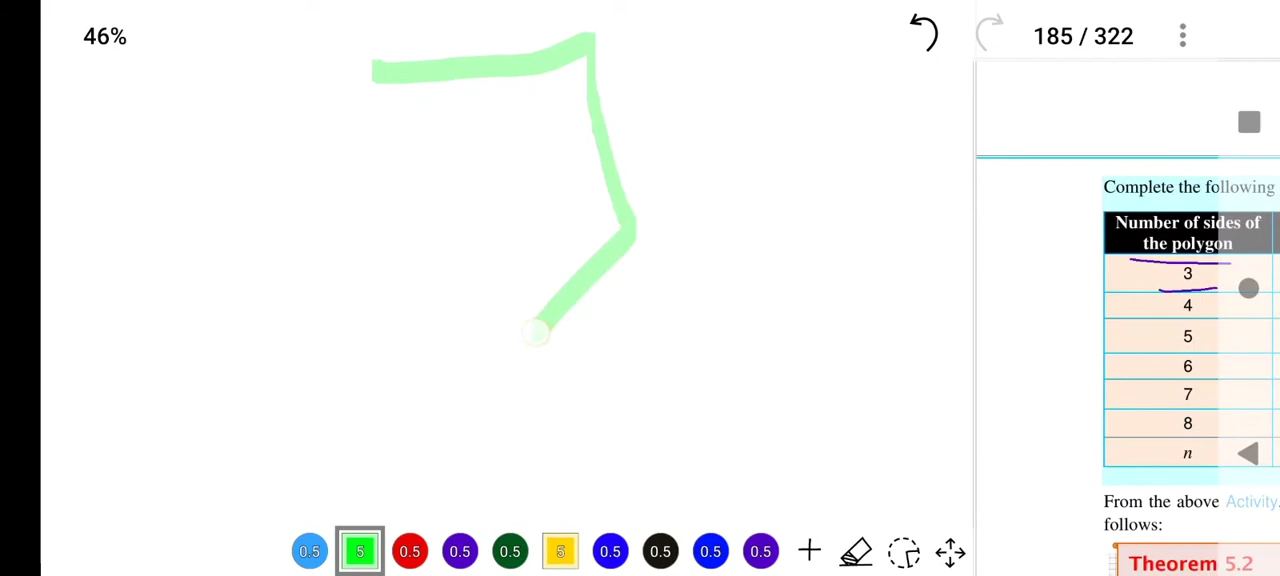 46%
185 / 322
Complete the following
Number of sides of
the polygon
3
4
5
6
7
8
n
From the above Activity.
follows:
Theorem 5.2
0.5 5 0.5 0.5 0.5 5 0.5 0.5 0.5 0.5